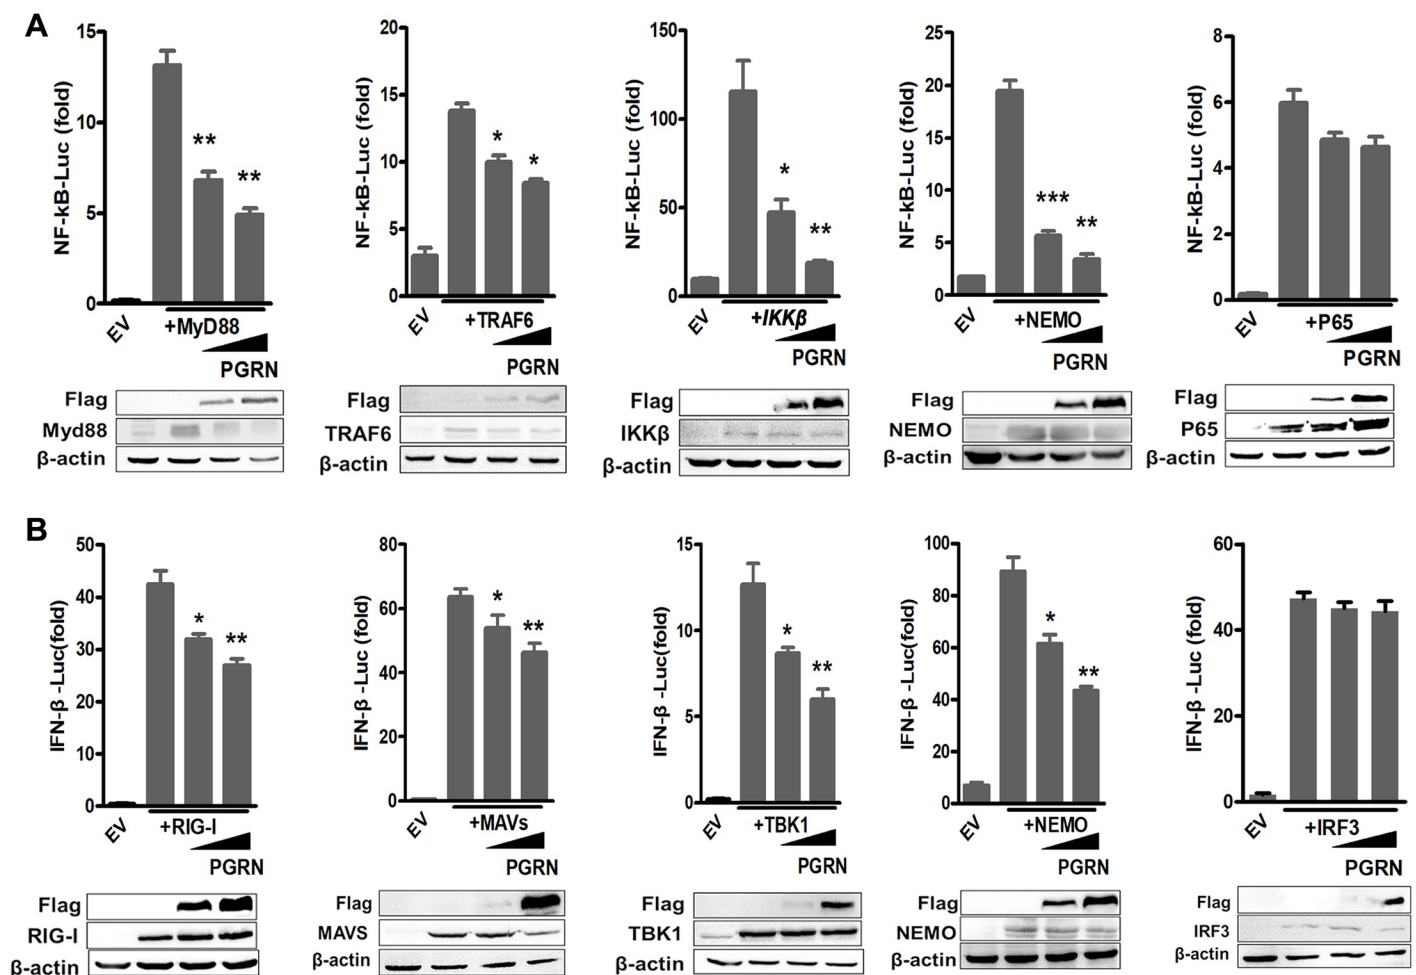 A
NF-kB-Luc (fold)
15
10
5
0
**
**
EV
+MyD88
PGRN
Flag
Myd88
β-actin
NF-kB-Luc (fold)
20
15
10
5
0
*
*
EV
+TRAF6
PGRN
Flag
TRAF6
β-actin
NF-kB-Luc (fold)
150
100
50
0
*
**
EV
+IKKβ
PGRN
Flag
IKKβ
β-actin
NF-kB-Luc (fold)
25
20
15
10
5
0
***
**
EV
+NEMO
PGRN
Flag
NEMO
β-actin
NF-kB-Luc (fold)
8
6
4
2
0
EV
+P65
PGRN
Flag
P65
β-actin
B
IFN-β -Luc(fold)
50
40
30
20
10
0
*
**
EV
+RIG-I
PGRN
Flag
RIG-I
β-actin
IFN-β -Luc (fold)
80
60
40
20
0
*
**
EV
+MAVs
PGRN
Flag
MAVS
β-actin
IFN-β -Luc(fold)
15
10
5
0
*
**
EV
+TBK1
PGRN
Flag
TBK1
β-actin
IFN-β -Luc(fold)
100
80
60
40
20
0
*
**
EV
+NEMO
PGRN
Flag
NEMO
β-actin
IFN-β -Luc (fold)
60
40
20
0
EV
+IRF3
PGRN
Flag
IRF3
β-actin